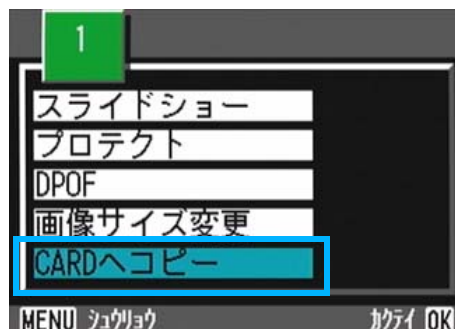 1
スライドショー
プロテクト
DPOF
画像サイズ変更
CARDへコピー
MENU シュウリョウ カクテイ OK